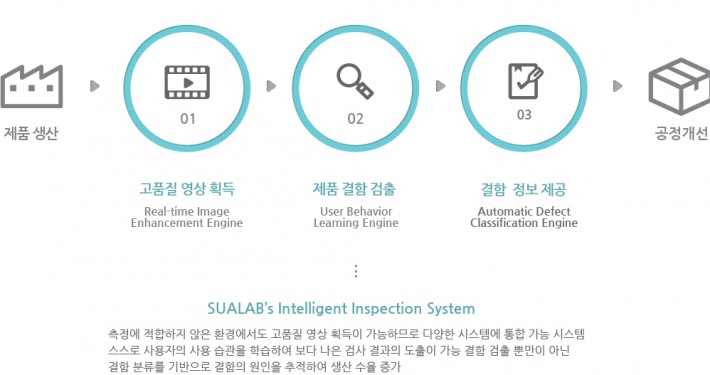 01
02
03
제품 생산
공정개선
고품질 영상 획득
제품 결함 검출
결함 정보 제공
Real-time Image
Enhancement Engine
User Behavior
Learning Engine
Automatic Defect
Classification Engine
SUALAB's Intelligent Inspection System
측정에 적합하지 않은 환경에서도 고품질 영상 획득이 가능하므로 다양한 시스템에 통합 가능 시스템
스스로 사용자의 사용 습관을 학습하여 보다 나은 검사 결과의 도출이 가능 결함 검출 뿐만이 아닌
결함 분류를 기반으로 결함의 원인을 추적하여 생산 수율 증가